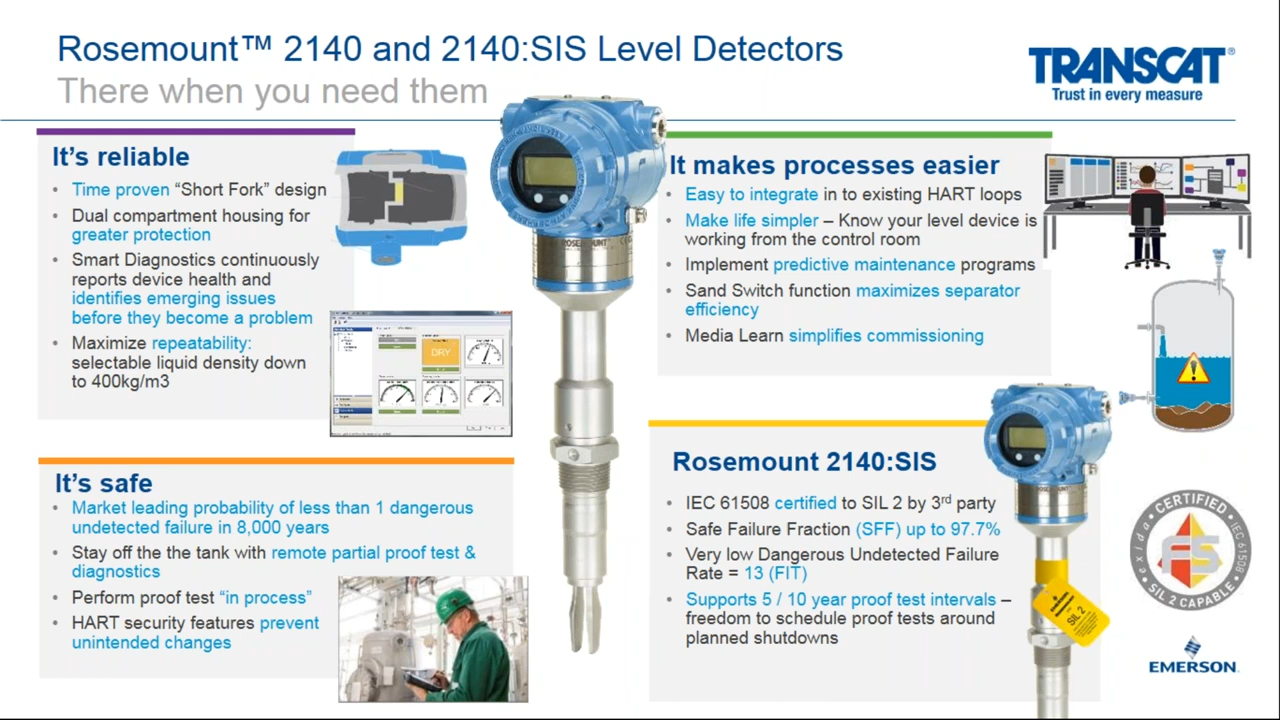 Rosemount™ 2140 and 2140:SIS Level Detectors
There when you need them
TRANSCAT®
Trust in every measure
It's reliable
• Time proven “Short Fork” design
• Dual compartment housing for
greater protection
• Smart Diagnostics continuously
reports device health and
identifies emerging issues
before they become a problem
• Maximize repeatability:
selectable liquid density down
to 400kg/m3
DRY
ROSEMOUNT
It makes processes easier
• Easy to integrate in to existing HART loops
• Make life simpler – Know your level device is
working from the control room
• Implement predictive maintenance programs
• Sand Switch function maximizes separator
efficiency
• Media Learn simplifies commissioning
It's safe
• Market leading probability of less than 1 dangerous
undetected failure in 8,000 years
• Stay off the the tank with remote partial proof test &
diagnostics
• Perform proof test “in process”
• HART security features prevent
unintended changes
Rosemount 2140:SIS
• IEC 61508 certified to SIL 2 by 3rd party
• Safe Failure Fraction (SFF) up to 97.7%
• Very low Dangerous Undetected Failure
Rate = 13 (FIT)
• Supports 5 / 10 year proof test intervals –
freedom to schedule proof tests around
planned shutdowns
SIL 2
exida CERTIFIED IEC 61508
FS
SIL 2 CAPABLE
EMERSON